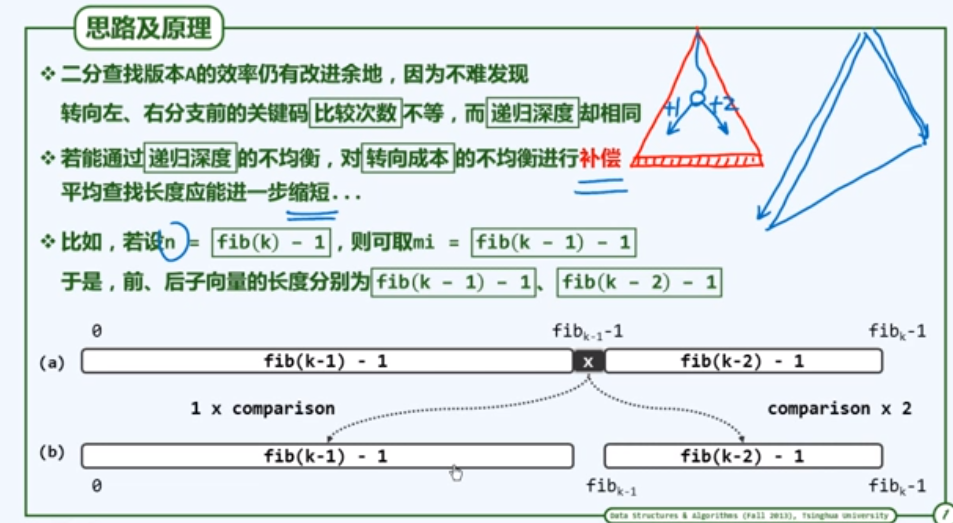 思路及原理
❖ 二分查找版本A的效率仍有改进余地，因为不难发现
转向左、右分支前的关键码 比较次数 不等，而 递归深度 却相同
+1 +2
❖ 若能通过 递归深度 的不均衡，对 转向成本 的不均衡进行补偿
平均查找长度应能进一步缩短...
❖ 比如，若设n = fib(k) - 1，则可取mi = fib(k - 1) - 1
于是，前、后子向量的长度分别为 fib(k - 1) - 1、fib(k - 2) - 1
0 fibk-1-1 fibk-1
(a) fib(k-1) - 1 x fib(k-2) - 1
1 x comparison comparison x 2
(b) fib(k-1) - 1 fib(k-2) - 1
0 fibk-1 fibk-1
Data Structures & Algorithms (Fall 2013), Tsinghua University